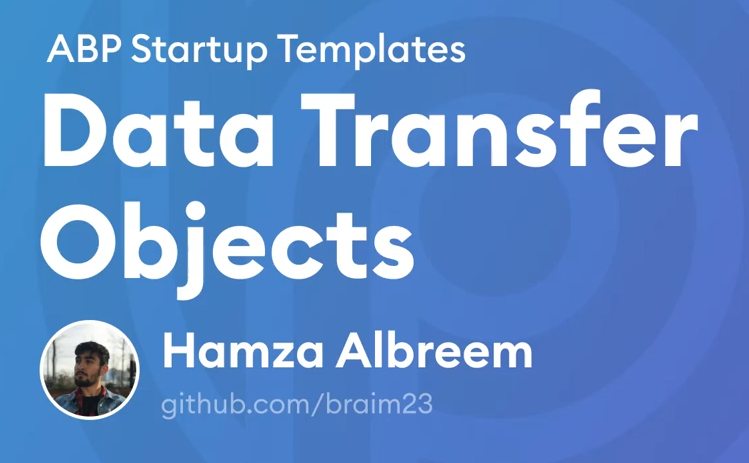 ABP Startup Templates
Data Transfer
Objects
Hamza Albreem
github.com/braim23